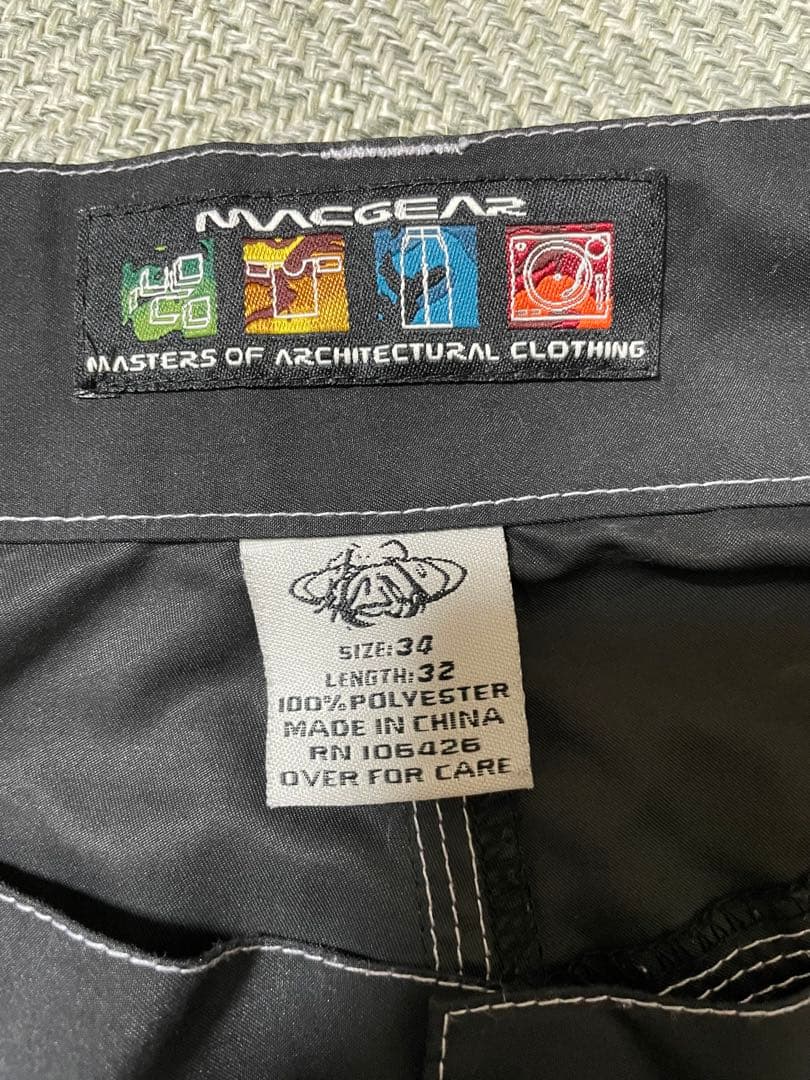 MACGEAR
MASTERS OF ARCHITECTURAL CLOTHING
SIZE:34
LENGTH:32
100%POLYESTER
MADE IN CHINA
RN 106426
OVER FOR CARE